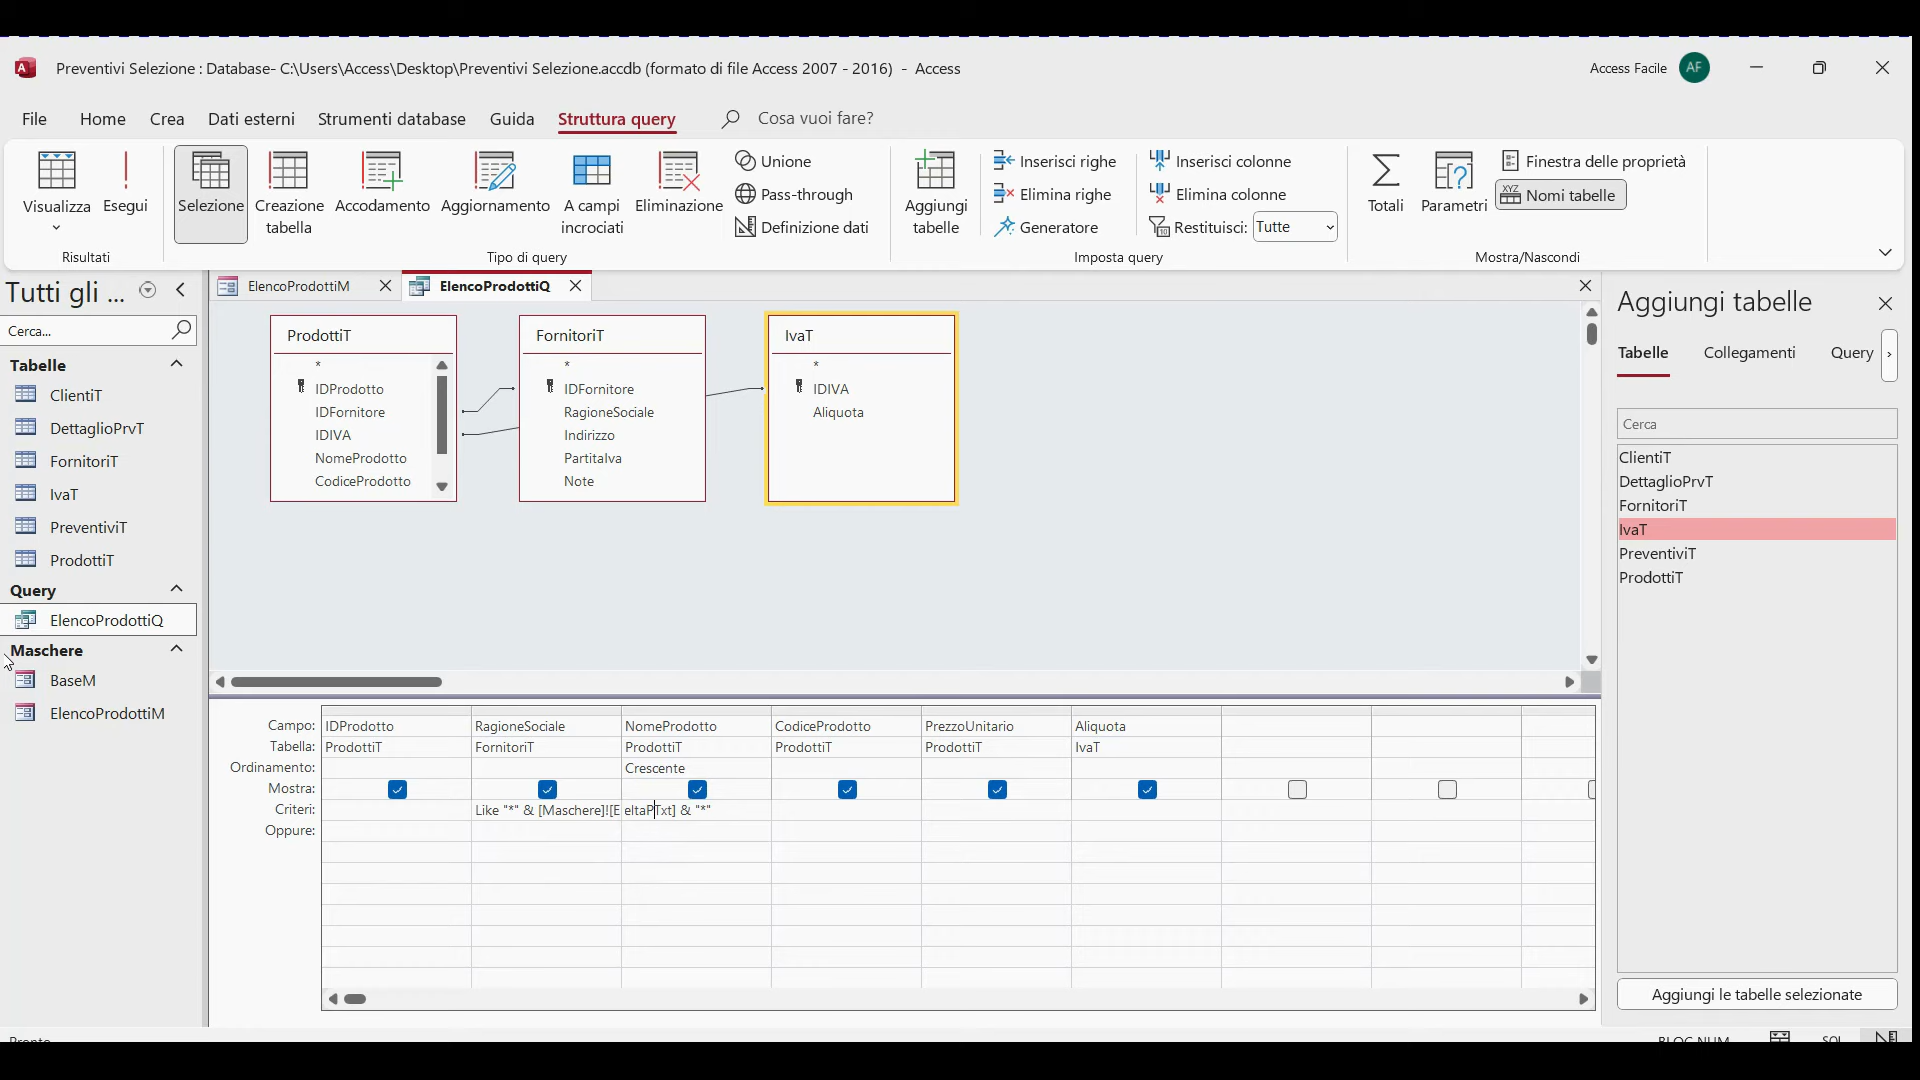 Preventivi Selezione : Database- C:\Users\Access\Desktop\Preventivi Selezione.accdb (formato di file Access 2007 - 2016) - Access
Access Facile AF
File Home Crea Dati esterni Strumenti database Guida Struttura query Cosa vuoi fare?
Visualizza
Esegui
Risultati
Selezione
Creazione tabella
Accodamento
Aggiornamento
A campi incrociati
Eliminazione
Unione
Pass-through
Definizione dati
Tipo di query
Aggiungi tabelle
Inserisci righe
Elimina righe
Generatore
Inserisci colonne
Elimina colonne
Restituisci: Tutte
Imposta query
Totali
Parametri
Finestra delle proprietà
XYZ Nomi tabelle
Mostra/Nascondi
Tutti gli ...
Cerca...
Tabelle
ClientiT
DettaglioPrvT
FornitoriT
IvaT
PreventiviT
ProdottiT
Query
ElencoProdottiQ
Maschere
BaseM
ElencoProdottiM
ElencoProdottiM ElencoProdottiQ
ProdottiT
*
IDProdotto
IDFornitore
IDIVA
NomeProdotto
CodiceProdotto
FornitoriT
*
IDFornitore
RagioneSociale
Indirizzo
PartitaIva
Note
IvaT
*
IDIVA
Aliquota
Campo: IDProdotto RagioneSociale NomeProdotto CodiceProdotto PrezzoUnitario Aliquota
Tabella: ProdottiT FornitoriT ProdottiT ProdottiT ProdottiT IvaT
Ordinamento: Crescente
Mostra:
Criteri: Like "*" & [Maschere]![E eltaPTxt] & "*"
Oppure:
Aggiungi tabelle
Tabelle Collegamenti Query
Cerca
ClientiT
DettaglioPrvT
FornitoriT
IvaT
PreventiviT
ProdottiT
Aggiungi le tabelle selezionate
Pronto
BLOC NUM
SQL